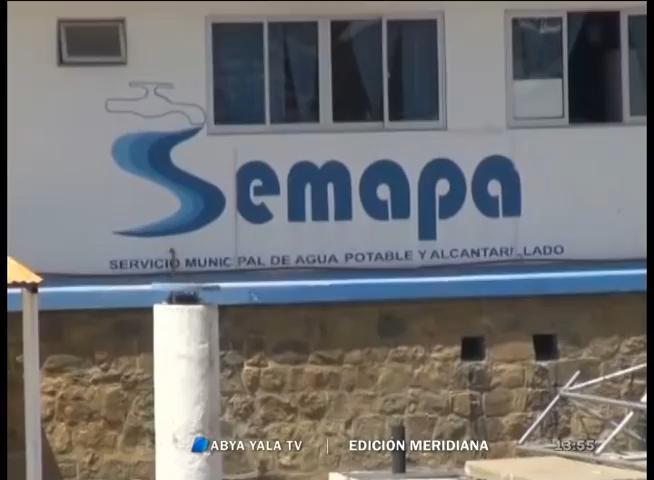 Semapa
SERVICIO MUNICIPAL DE AGUA POTABLE Y ALCANTARILLADO
ABYA YALA TV | EDICION MERIDIANA 13:55